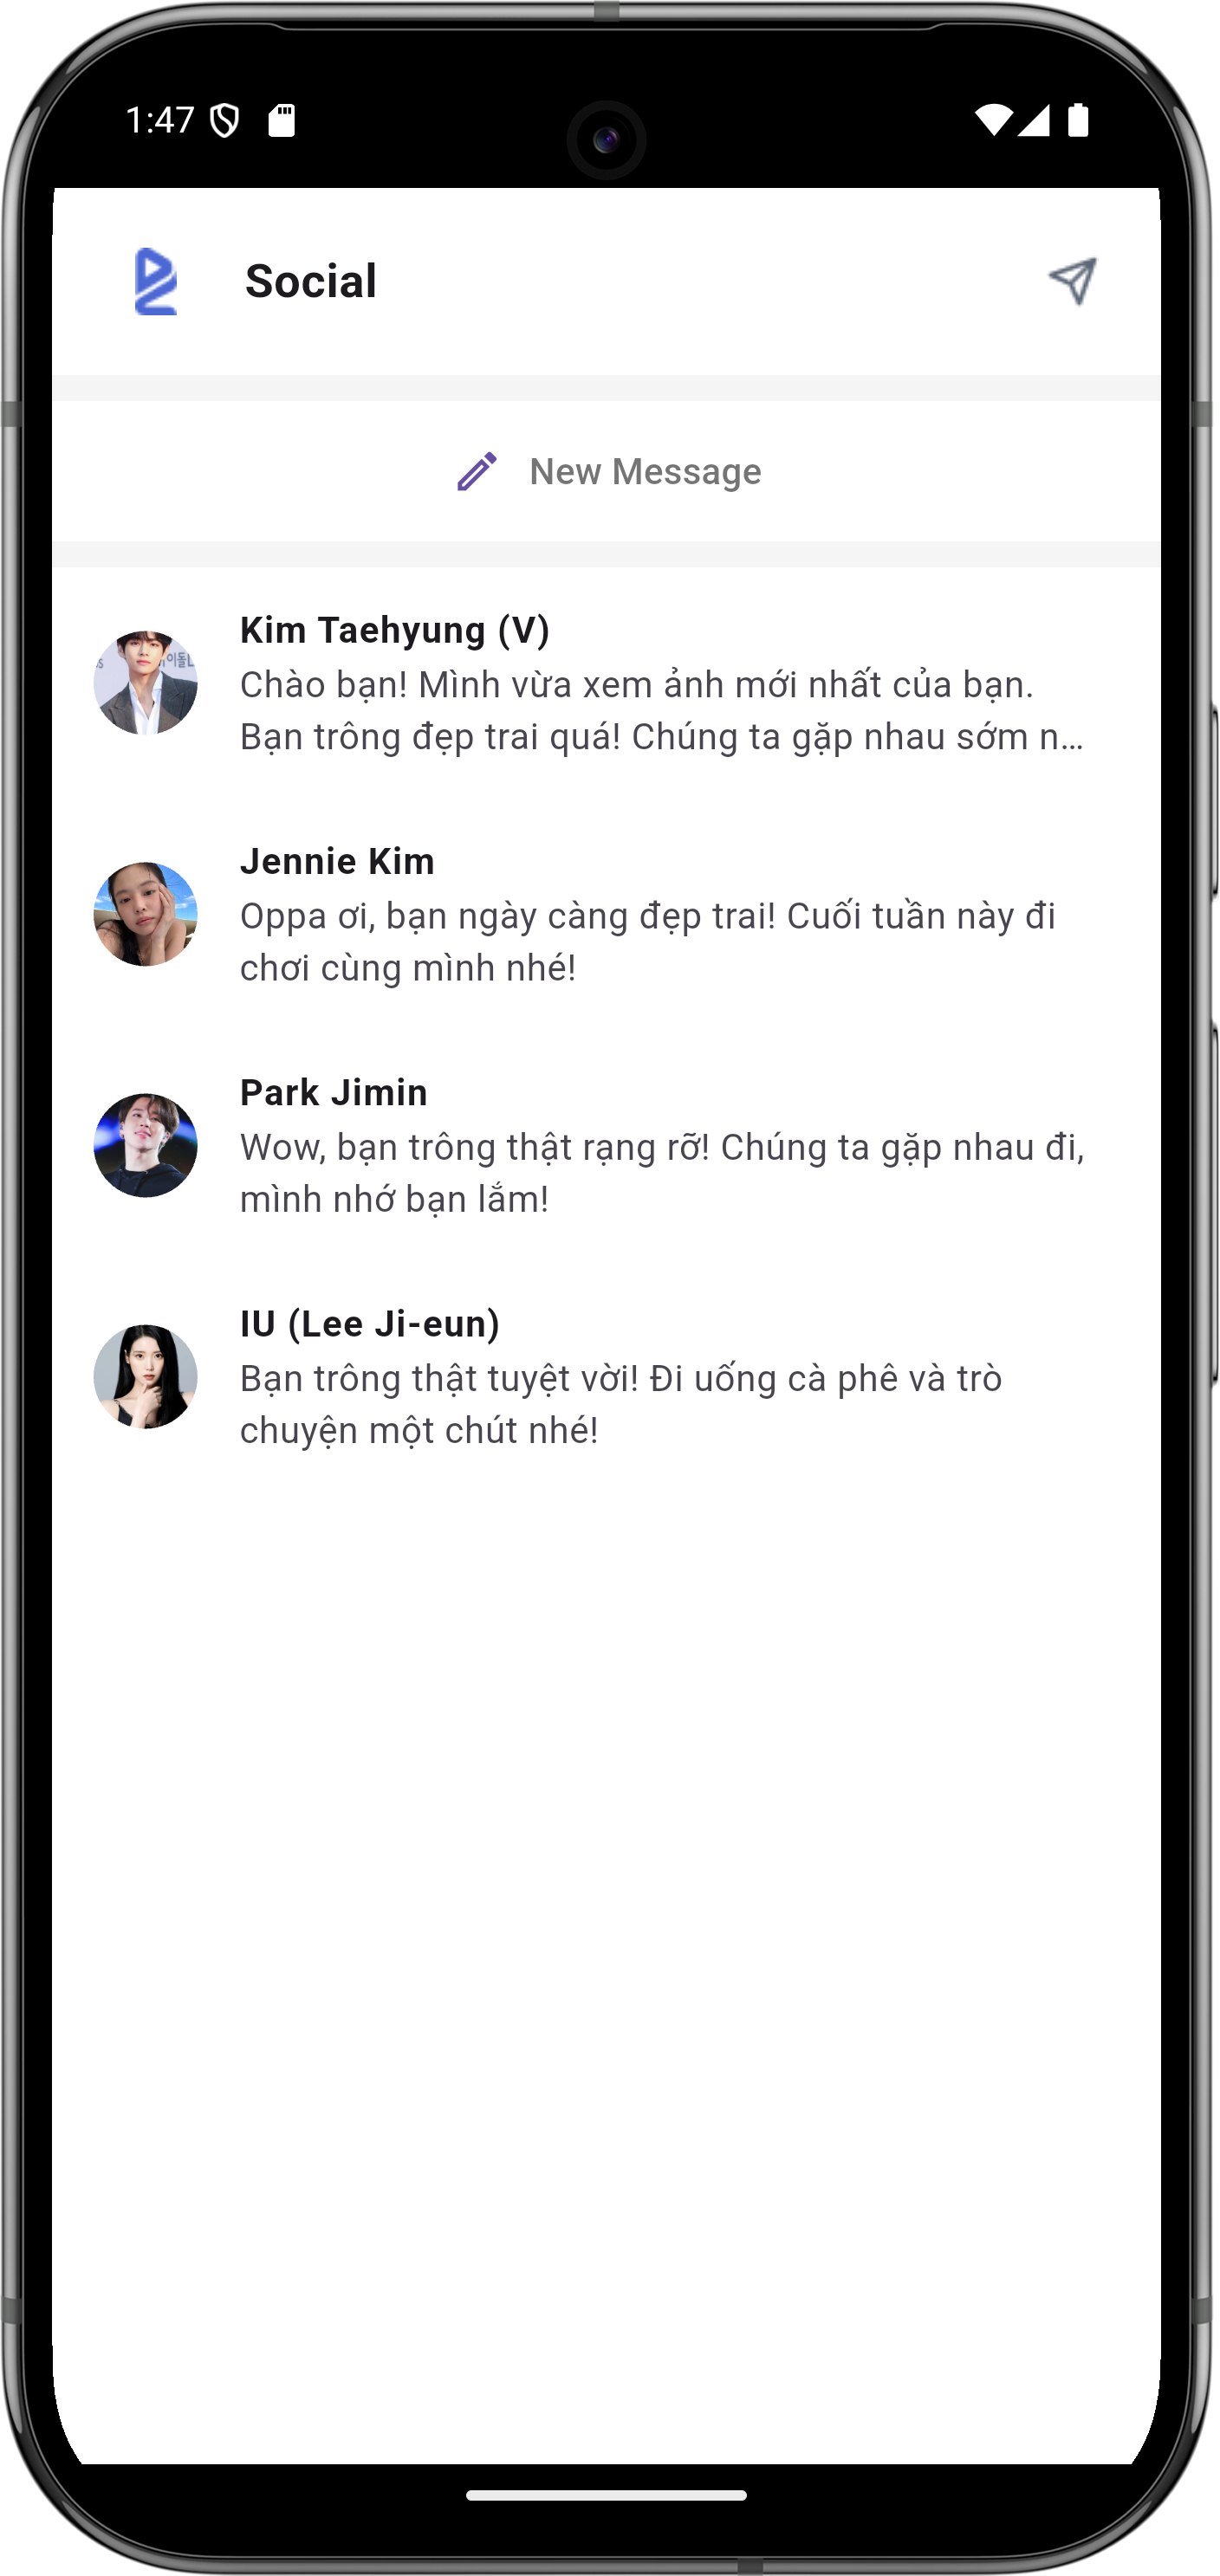 1:47
Social
New Message
Kim Taehyung (V)
Chào bạn! Mình vừa xem ảnh mới nhất của bạn.
Bạn trông đẹp trai quá! Chúng ta gặp nhau sớm n…
Jennie Kim
Oppa ơi, bạn ngày càng đẹp trai! Cuối tuần này đi
chơi cùng mình nhé!
Park Jimin
Wow, bạn trông thật rạng rỡ! Chúng ta gặp nhau đi,
mình nhớ bạn lắm!
IU (Lee Ji-eun)
Bạn trông thật tuyệt vời! Đi uống cà phê và trò
chuyện một chút nhé!